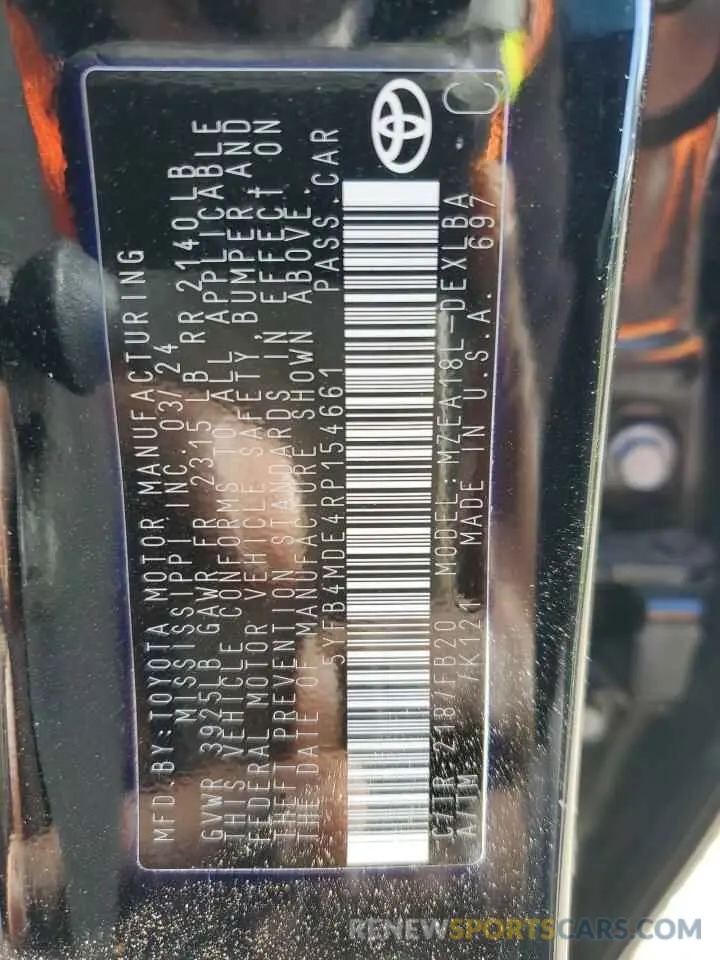 MFD. BY: TOYOTA MOTOR MANUFACTURING
MISSISSIPPI INC. 03/24
GVWR 3925LB GAWR FR 2315 LB RR 2140 LB
THIS VEHICLE CONFORMS TO ALL APPLICABLE
FEDERAL MOTOR VEHICLE SAFETY, BUMPER, AND
THEFT PREVENTION STANDARDS IN EFFECT ON
THE DATE OF MANUFACTURE SHOWN ABOVE.
5YFB4MDE4RP154661 PASS. CAR
C/TR 218/FB20 MODEL: MZEA18L-DEXLBA
A/TM /K121 MADE IN U.S.A. 697
C
RENEWSPORTSCARS.COM